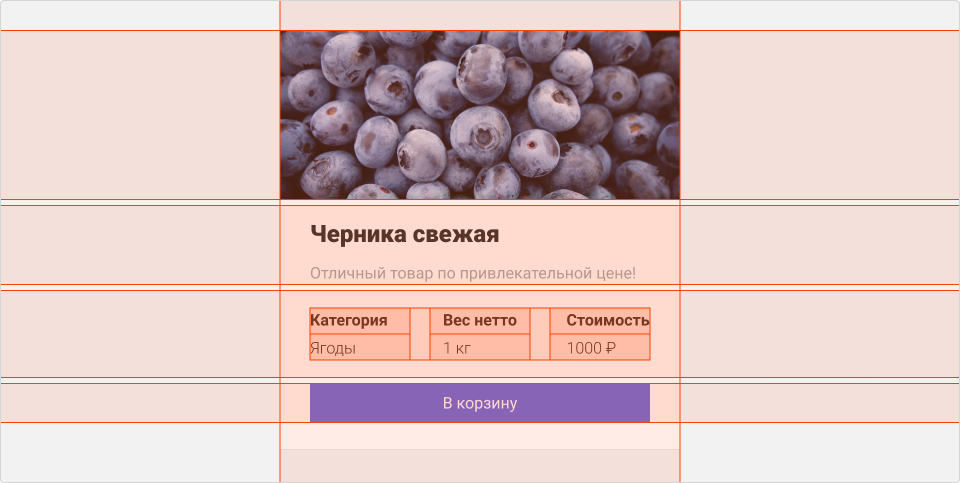 Черника свежая
Отличный товар по привлекательной цене!
Категория Вес нетто Стоимость
Ягоды 1 кг 1000 ₽
В корзину